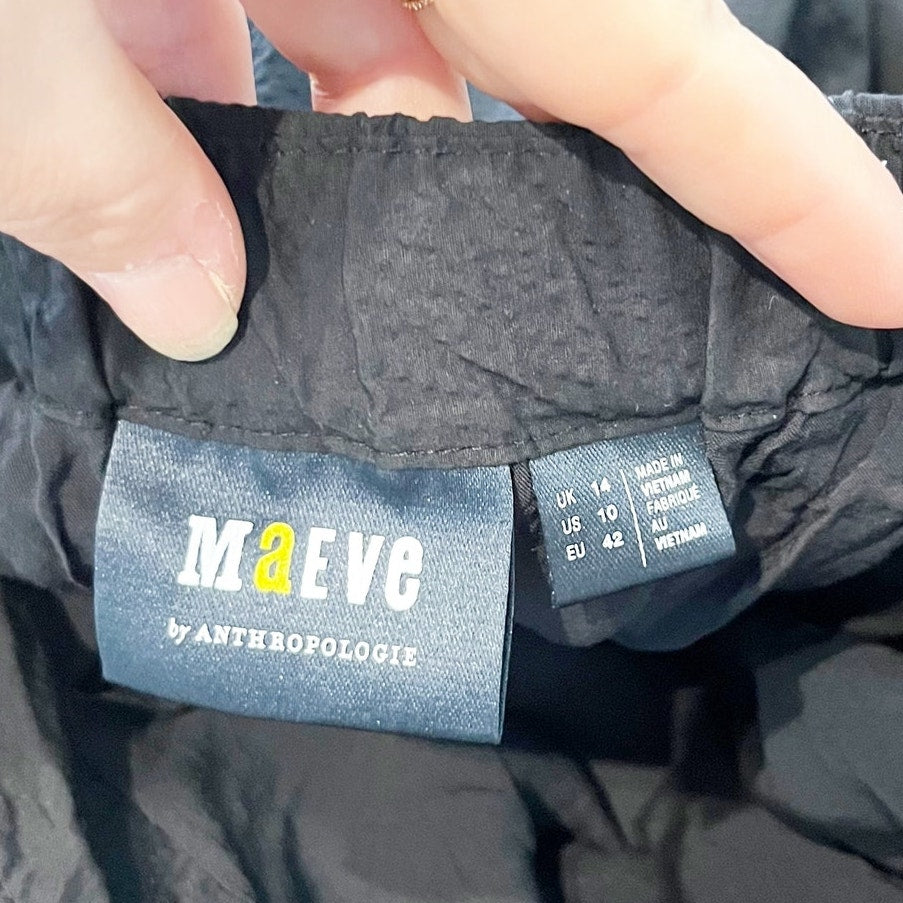 MaEVe
by ANTHROPOLOGIE
UK 14
US 10
EU 42
MADE IN
VIETNAM
FABRIQUE
AU
VIETNAM